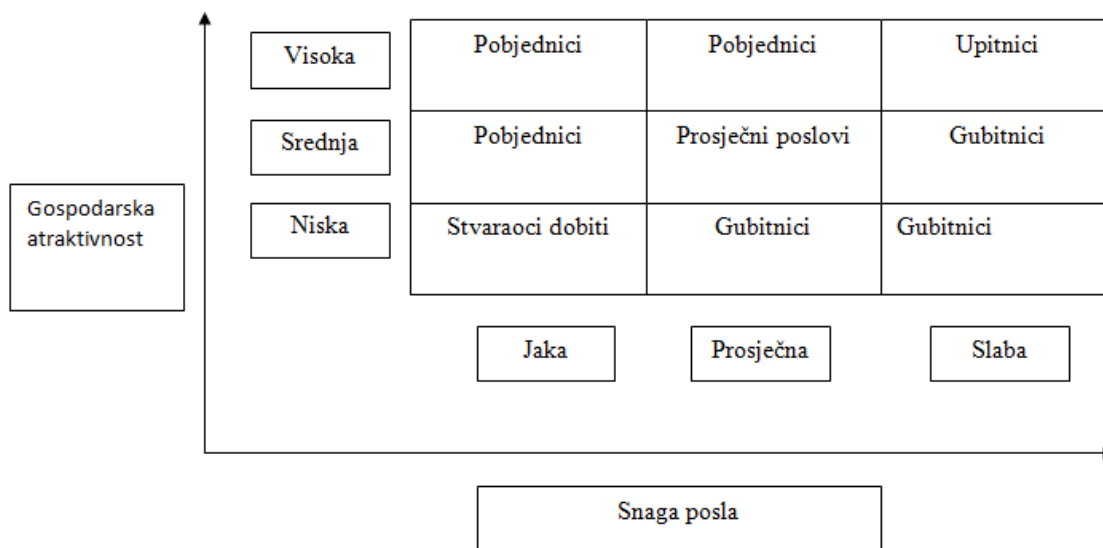 Visoka
Pobjednici
Pobjednici
Upitnici
Srednja
Pobjednici
Prosječni poslovi
Gubitnici
Gospodarska
atraktivnost
Niska
Stvaraoci dobiti
Gubitnici
Gubitnici
Jaka
Prosječna
Slaba
Snaga posla